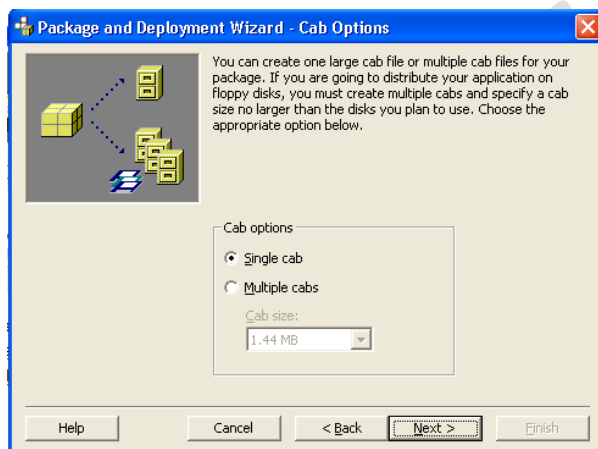 Package and Deployment Wizard - Cab Options
You can create one large cab file or multiple cab files for your
package. If you are going to distribute your application on
floppy disks, you must create multiple cabs and specify a cab
size no larger than the disks you plan to use. Choose the
appropriate option below.
Cab options
Single cab
Multiple cabs
Cab size:
1.44 MB
Help
Cancel
< Back
Next >
Finish